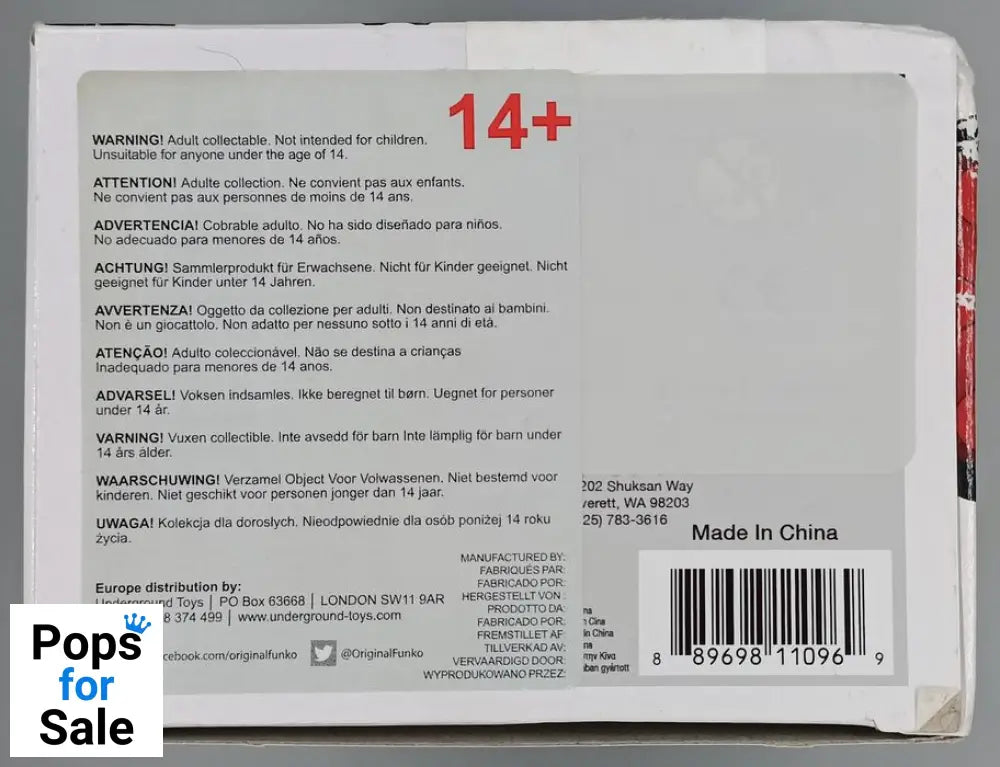 14+
WARNING! Adult collectable. Not intended for children.
Unsuitable for anyone under the age of 14.
ATTENTION! Adulte collection. Ne convient pas aux enfants.
Ne convient pas aux personnes de moins de 14 ans.
ADVERTENCIA! Cobrable adulto. No ha sido diseñado para niños.
No adecuado para menores de 14 años.
ACHTUNG! Sammlerprodukt für Erwachsene. Nicht für Kinder geeignet. Nicht
geeignet für Kinder unter 14 Jahren.
AVVERTENZA! Oggetto da collezione per adulti. Non destinato ai bambini.
Non è un giocattolo. Non adatto per nessuno sotto i 14 anni di età.
ATENÇÃO! Adulto coleccionável. Não se destina a crianças
Inadequado para menores de 14 anos.
ADVARSEL! Voksen indsamles. Ikke beregnet til børn. Uegnet for personer
under 14 år.
VARNING! Vuxen collectible. Inte avsedd för barn Inte lämplig för barn under
14 års ålder.
WAARSCHUWING! Verzamel Object Voor Volwassenen. Niet bestemd voor
kinderen. Niet geschikt voor personen jonger dan 14 jaar.
UWAGA! Kolekcja dla doroslych. Nieodpowiednie dla osób poniżej 14 roku
życia.
Europe distribution by:
Underground Toys | PO Box 63668 | LONDON SW11 9AR
8 374 499 | www.underground-toys.com
cebook.com/originalfunko
@OriginalFunko
MANUFACTURED BY:
FABRIQUÉS PAR:
FABRICADO POR:
HERGESTELLT VON :
PRODOTTO DA:
FABRICADO POR:
FREMSTILLET AF:
TILLVERKAD AV:
VERVAARDIGD DOOR:
WYPRODUKOWANO PRZEZ:
202 Shuksan Way
verett, WA 98203
25) 783-3616
Made In China
na
Cina
in China
na
την Κίνα
ban gyártott
8 89698 11096 9
Pops
for
Sale